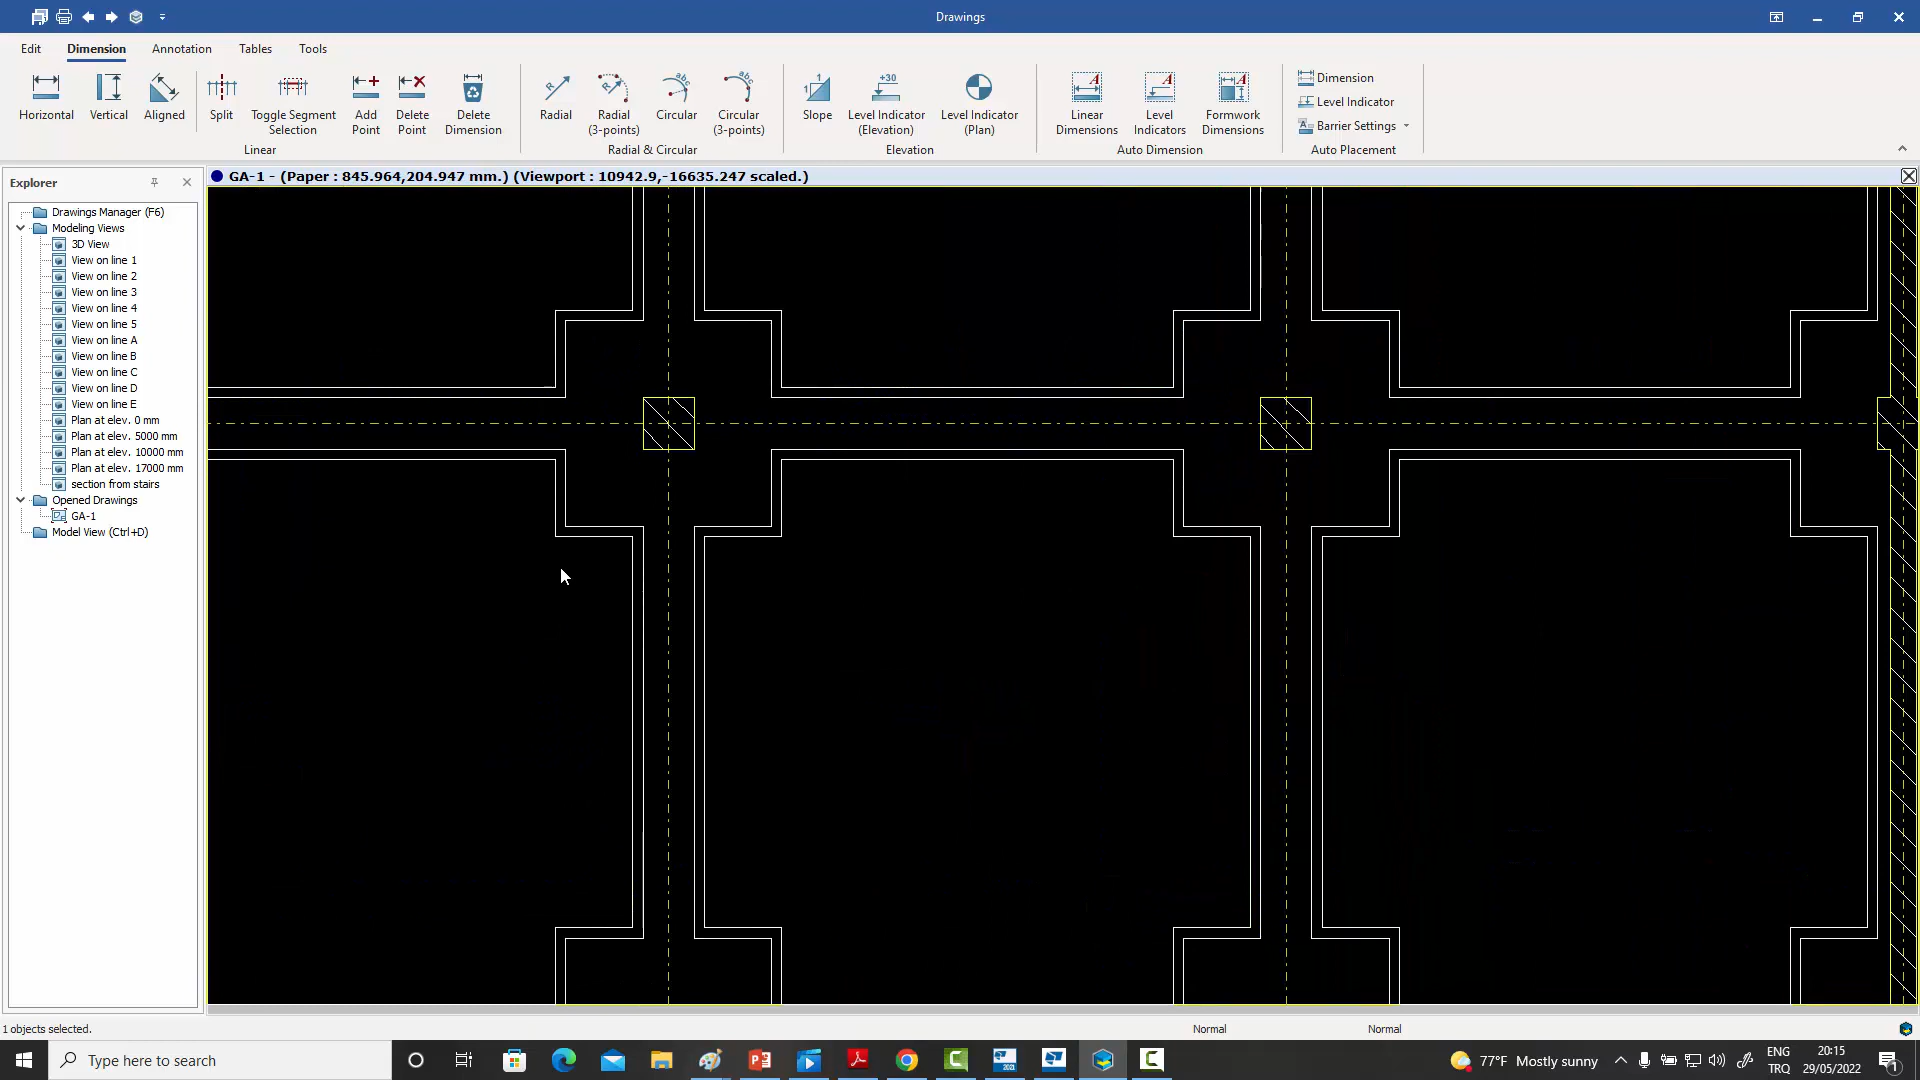 Drawings
Edit Dimension Annotation Tables Tools
Horizontal Vertical Aligned Split Toggle Segment Selection Add Point Delete Point Delete Dimension
Linear
Radial Radial (3-points) Circular Circular (3-points)
Radial & Circular
Slope Level Indicator (Elevation) Level Indicator (Plan)
Elevation
Linear Dimensions Level Indicators Formwork Dimensions
Auto Dimension
Dimension
Level Indicator
Barrier Settings
Auto Placement
Explorer
GA-1 - (Paper : 845.964,204.947 mm.) (Viewport : 10942.9,-16635.247 scaled.)
Drawings Manager (F6)
Modeling Views
3D View
View on line 1
View on line 2
View on line 3
View on line 4
View on line 5
View on line A
View on line B
View on line C
View on line D
View on line E
Plan at elev. 0 mm
Plan at elev. 5000 mm
Plan at elev. 10000 mm
Plan at elev. 17000 mm
section from stairs
Opened Drawings
GA-1
Model View (Ctrl+D)
1 objects selected.
Normal
Normal
Type here to search
77°F Mostly sunny
ENG
TRQ
20:15
29/05/2022